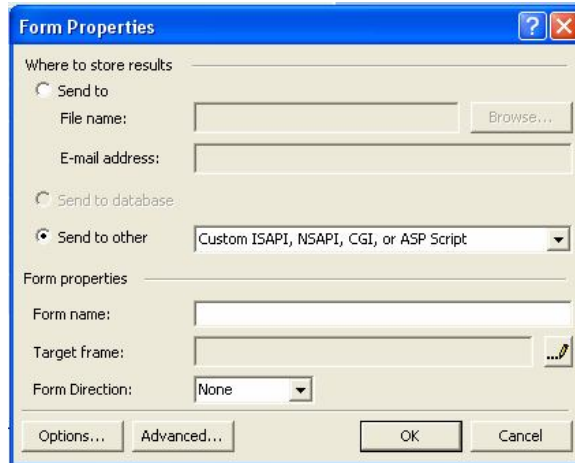 Form Properties
Where to store results
Send to
File name:
Browse...
E-mail address:
Send to database
Send to other
Custom ISAPI, NSAPI, CGI, or ASP Script
Form properties
Form name:
Target frame:
Form Direction:
None
Options...
Advanced...
OK
Cancel